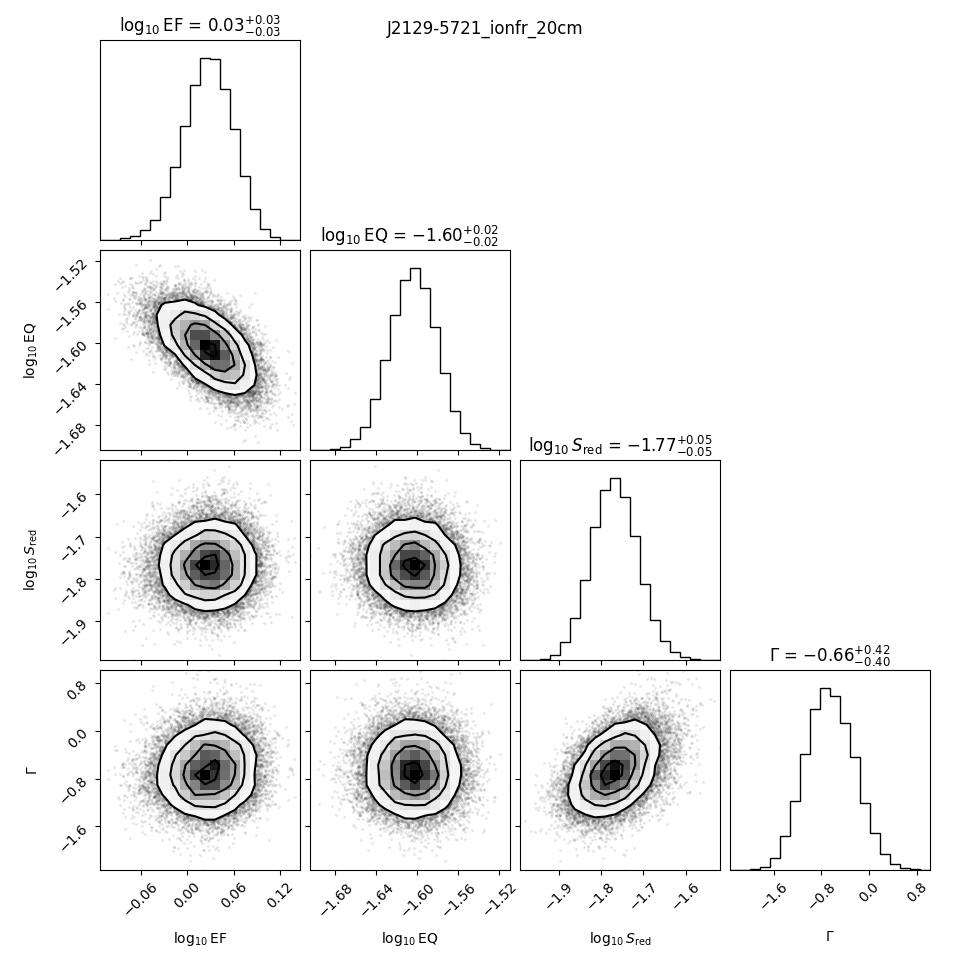 J2129-5721_ionfr_20cm
log₁₀ EF = 0.03⁺⁰·⁰³₋₀.₀₃
log₁₀ EQ = −1.60⁺⁰·⁰²₋₀.₀₂
−1.52
−1.56
−1.60
−1.64
−1.68
log₁₀ EQ
log₁₀ S_red = −1.77⁺⁰·⁰⁵₋₀.₀₅
−1.6
−1.7
−1.8
−1.9
log₁₀ S_red
Γ = −0.66⁺⁰·⁴²₋₀.₄₀
0.8
0.0
−0.8
−1.6
Γ
−0.06 0.00 0.06 0.12
−1.68 −1.64 −1.60 −1.56 −1.52
−1.9 −1.8 −1.7 −1.6
−1.6 −0.8 0.0 0.8
log₁₀ EF
log₁₀ EQ
log₁₀ S_red
Γ